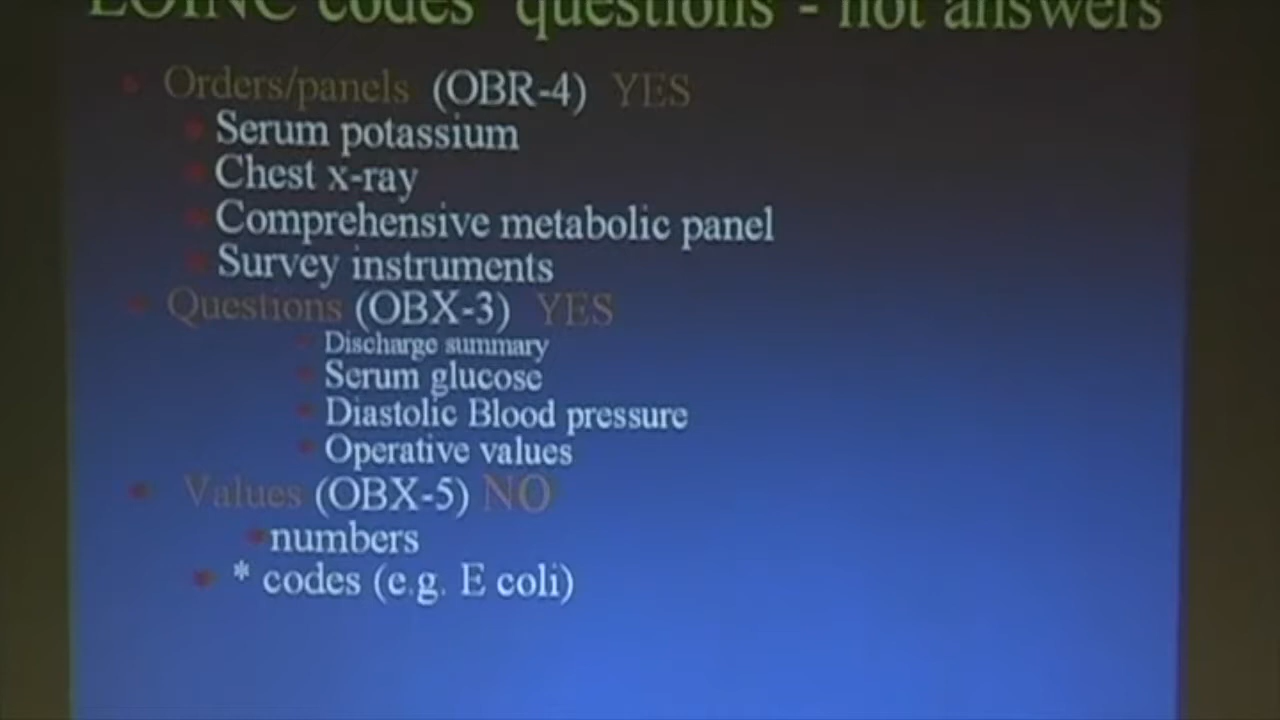 LOINC codes "questions" - not answers
Orders/panels (OBR-4) YES
Serum potassium
Chest x-ray
Comprehensive metabolic panel
Survey instruments
Questions (OBX-3) YES
Discharge summary
Serum glucose
Diastolic Blood pressure
Operative values
Values (OBX-5) NO
numbers
* codes (e.g. E coli)